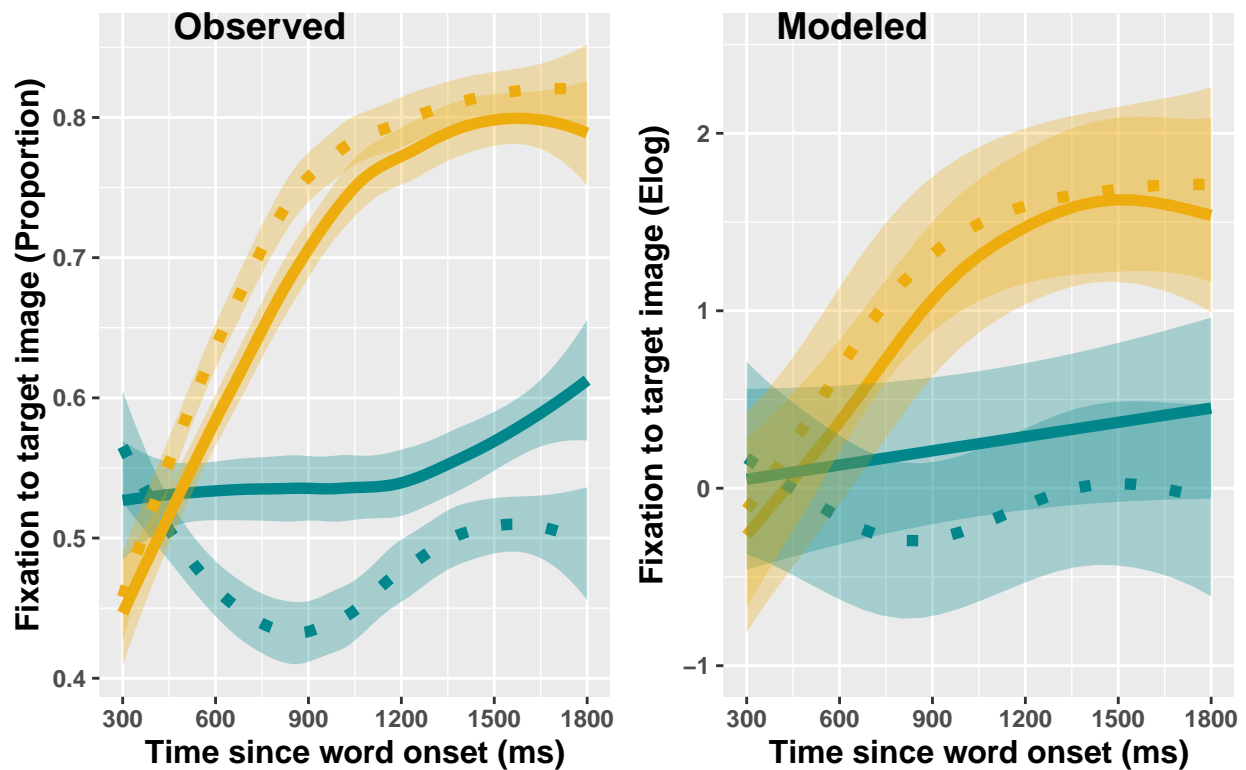 Observed
Fixation to target image (Proportion)
0.8
0.7
0.6
0.5
0.4
300 600 900 1200 1500 1800
Time since word onset (ms)
Modeled
Fixation to target image (Elog)
2
1
0
−1
300 600 900 1200 1500 1800
Time since word onset (ms)